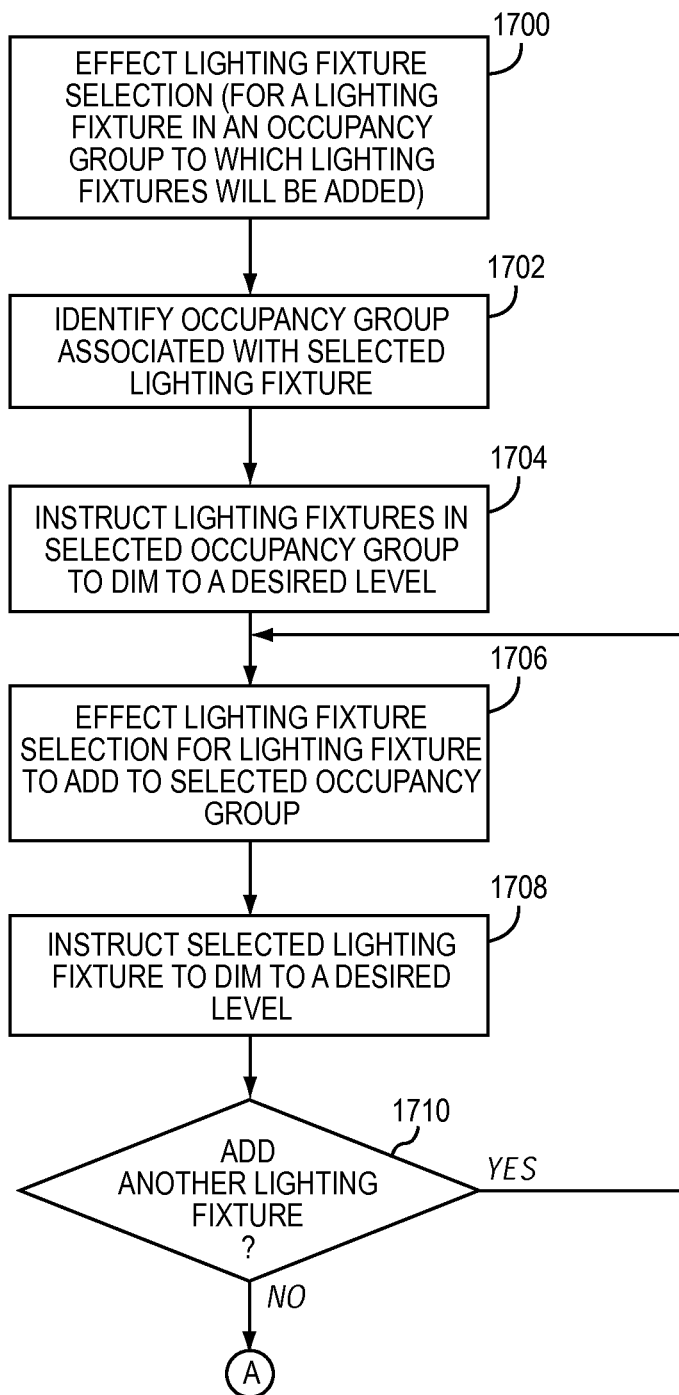 1700
EFFECT LIGHTING FIXTURE
SELECTION (FOR A LIGHTING
FIXTURE IN AN OCCUPANCY
GROUP TO WHICH LIGHTING
FIXTURES WILL BE ADDED)
1702
IDENTIFY OCCUPANCY GROUP
ASSOCIATED WITH SELECTED
LIGHTING FIXTURE
1704
INSTRUCT LIGHTING FIXTURES IN
SELECTED OCCUPANCY GROUP
TO DIM TO A DESIRED LEVEL
1706
EFFECT LIGHTING FIXTURE
SELECTION FOR LIGHTING FIXTURE
TO ADD TO SELECTED OCCUPANCY
GROUP
1708
INSTRUCT SELECTED LIGHTING
FIXTURE TO DIM TO A DESIRED
LEVEL
1710
ADD
ANOTHER LIGHTING
FIXTURE
?
YES
NO
A